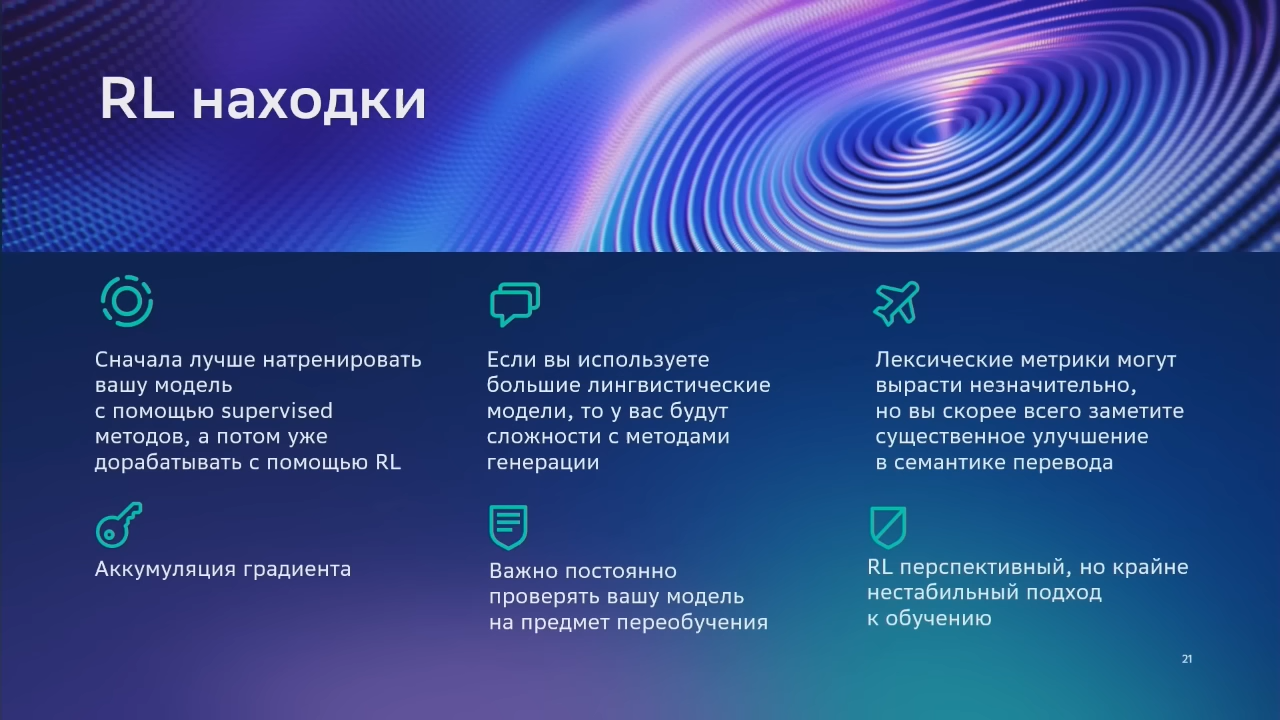 RL находки
Сначала лучше натренировать
вашу модель
с помощью supervised
методов, а потом уже
дорабатывать с помощью RL
Если вы используете
большие лингвистические
модели, то у вас будут
сложности с методами
генерации
Лексические метрики могут
вырасти незначительно,
но вы скорее всего заметите
существенное улучшение
в семантике перевода
Аккумуляция градиента
Важно постоянно
проверять вашу модель
на предмет переобучения
RL перспективный, но крайне
нестабильный подход
к обучению
21